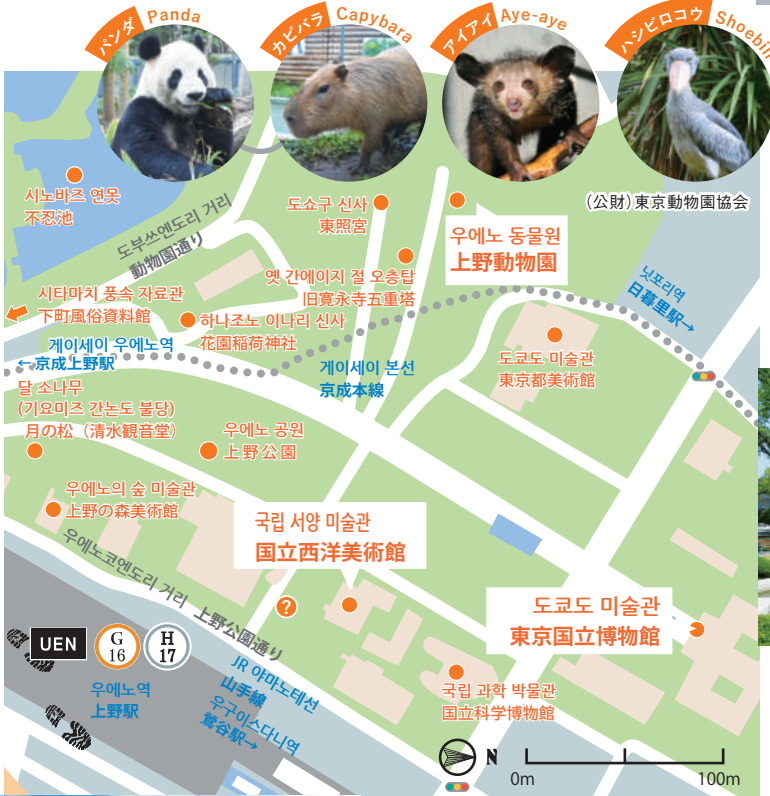 パンダ Panda
カピバラ Capybara
アイアイ Aye-aye
ハシビロコウ Shoebill
(公財)東京動物園協会
시노바즈 연못
不忍池
도부쓰엔도리 거리
動物園通り
도쇼구 신사
東照宮
우에노 동물원
上野動物園
옛 간에이지 절 오층탑
旧寛永寺五重塔
닛포리역
日暮里駅→
시타마치 풍속 자료관
下町風俗資料館
하나조노 이나리 신사
花園稲荷神社
게이세이 우에노역
←京成上野駅
게이세이 본선
京成本線
도쿄도 미술관
東京都美術館
달 소나무
(기요미즈 간논도 불당)
月の松（清水観音堂）
우에노 공원
上野公園
우에노의 숲 미술관
上野の森美術館
국립 서양 미술관
国立西洋美術館
우에노코엔도리 거리 上野公園通り
?
도쿄도 미술관
東京国立博物館
UEN
G
16
H
17
우에노역
上野駅
JR 야마노테선
山手線
우구이스다니역
鶯谷駅→
국립 과학 박물관
国立科学博物館
N
0m
100m